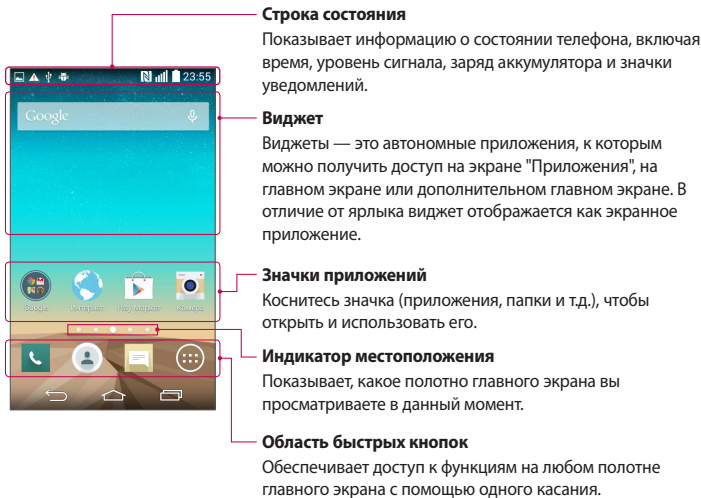 Строка состояния
Показывает информацию о состоянии телефона, включая
время, уровень сигнала, заряд аккумулятора и значки
уведомлений.
23:55
Google
Виджет
Виджеты — это автономные приложения, к которым
можно получить доступ на экране "Приложения", на
главном экране или дополнительном главном экране. В
отличие от ярлыка виджет отображается как экранное
приложение.
Google Интернет Play Маркет Камера
Значки приложений
Коснитесь значка (приложения, папки и т.д.), чтобы
открыть и использовать его.
Индикатор местоположения
Показывает, какое полотно главного экрана вы
просматриваете в данный момент.
Область быстрых кнопок
Обеспечивает доступ к функциям на любом полотне
главного экрана с помощью одного касания.